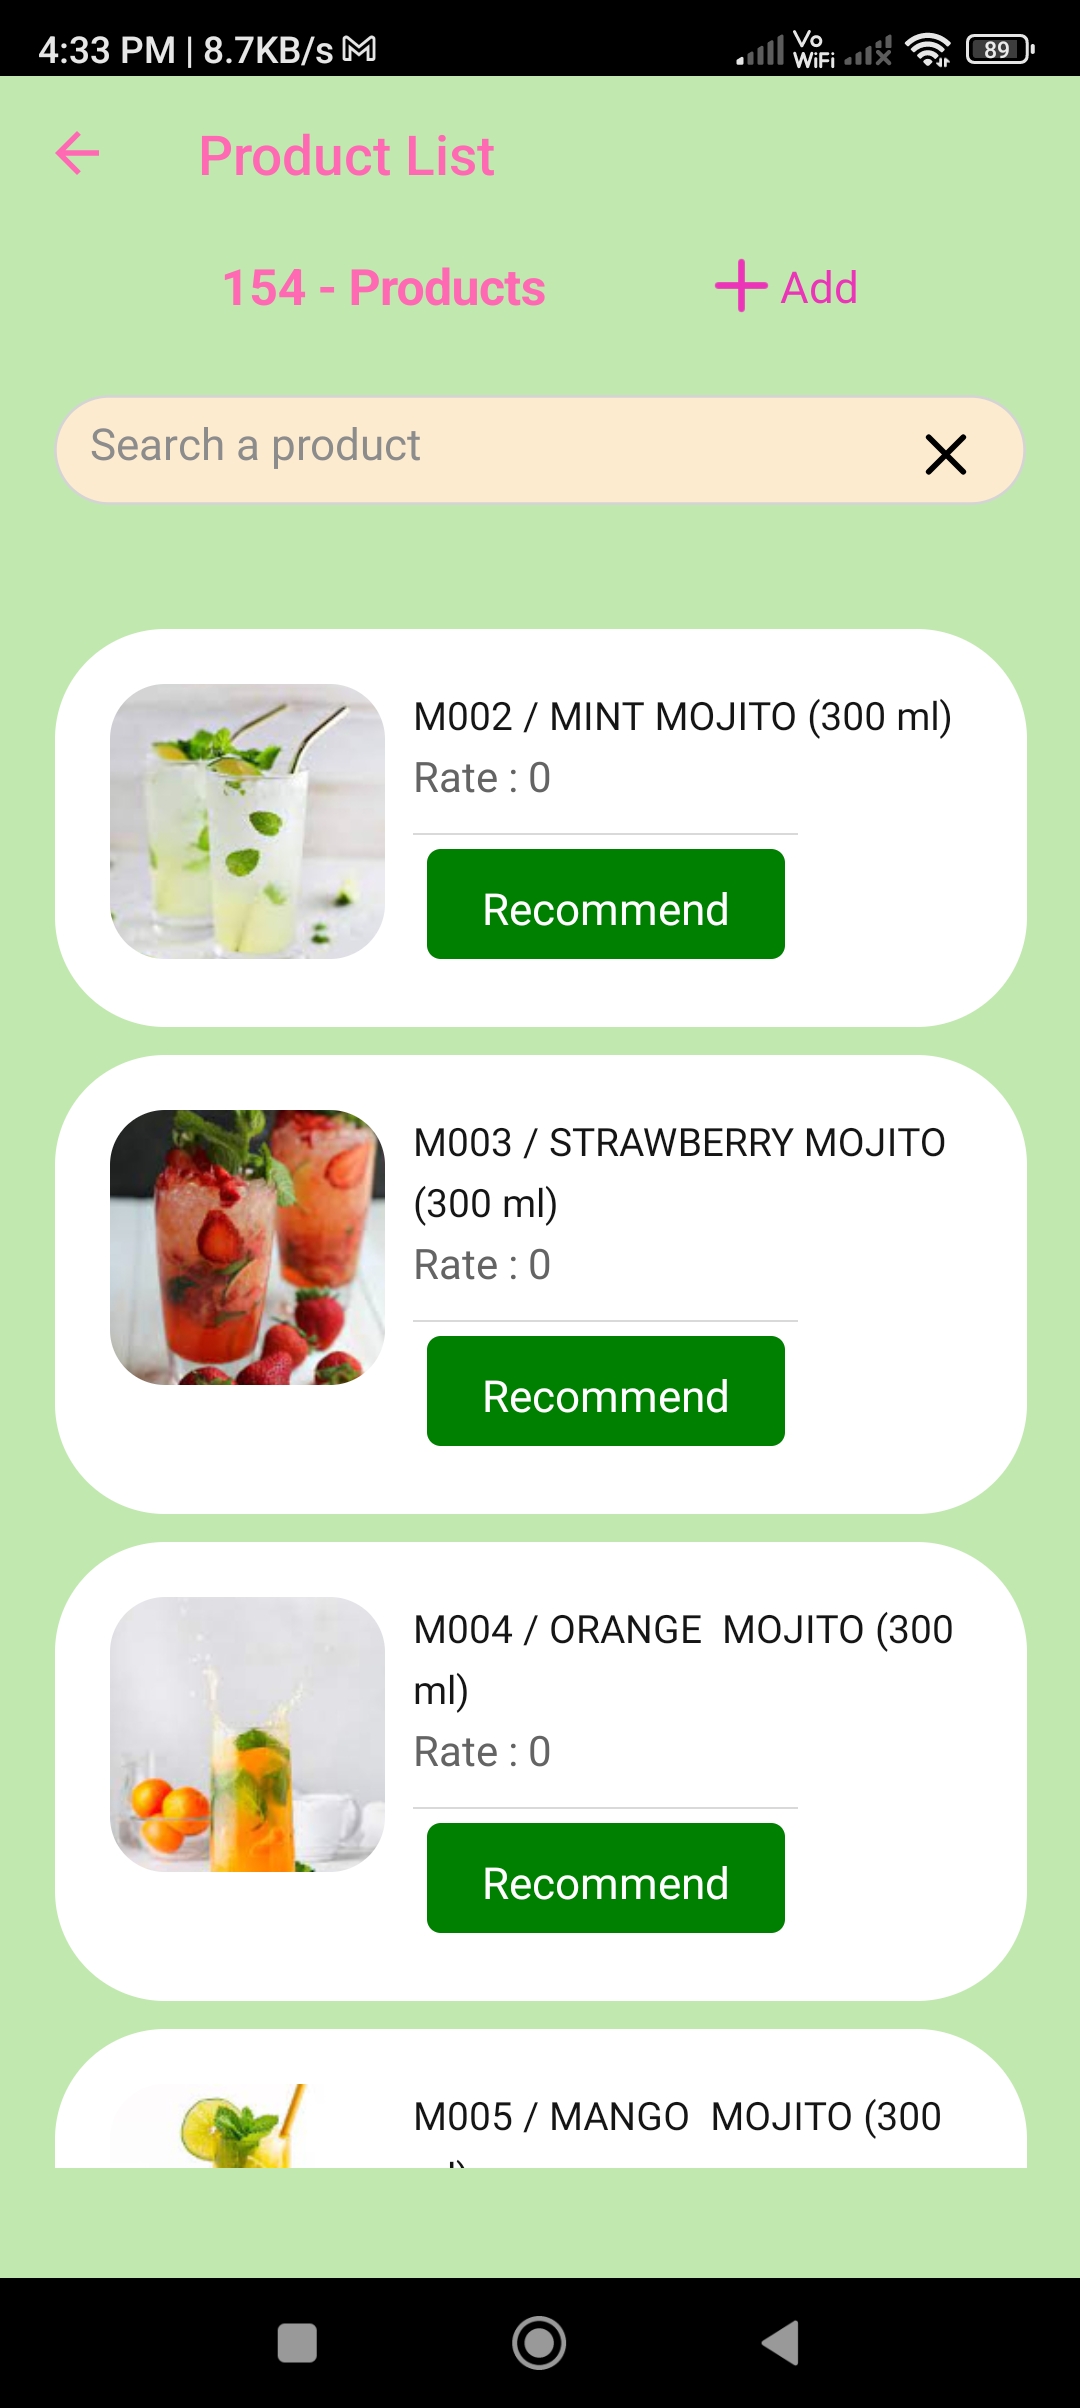 4:33 PM | 8.7KB/s
Vo
WiFi
89
Product List
154 - Products
Add
Search a product
M002 / MINT MOJITO (300 ml)
Rate : 0
Recommend
M003 / STRAWBERRY MOJITO
(300 ml)
Rate : 0
Recommend
M004 / ORANGE  MOJITO (300
ml)
Rate : 0
Recommend
M005 / MANGO  MOJITO (300